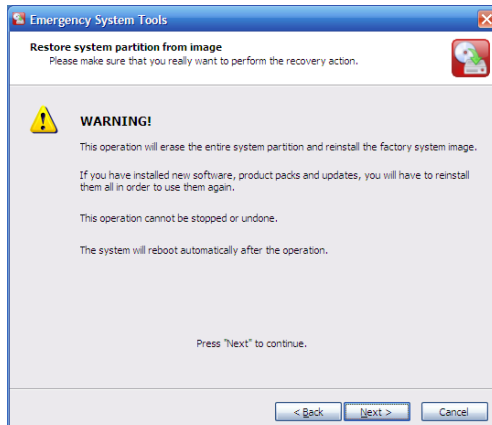 Emergency System Tools
Restore system partition from image
Please make sure that you really want to perform the recovery action.
WARNING!
This operation will erase the entire system partition and reinstall the factory system image.
If you have installed new software, product packs and updates, you will have to reinstall
them all in order to use them again.
This operation cannot be stopped or undone.
The system will reboot automatically after the operation.
Press "Next" to continue.
< Back Next > Cancel